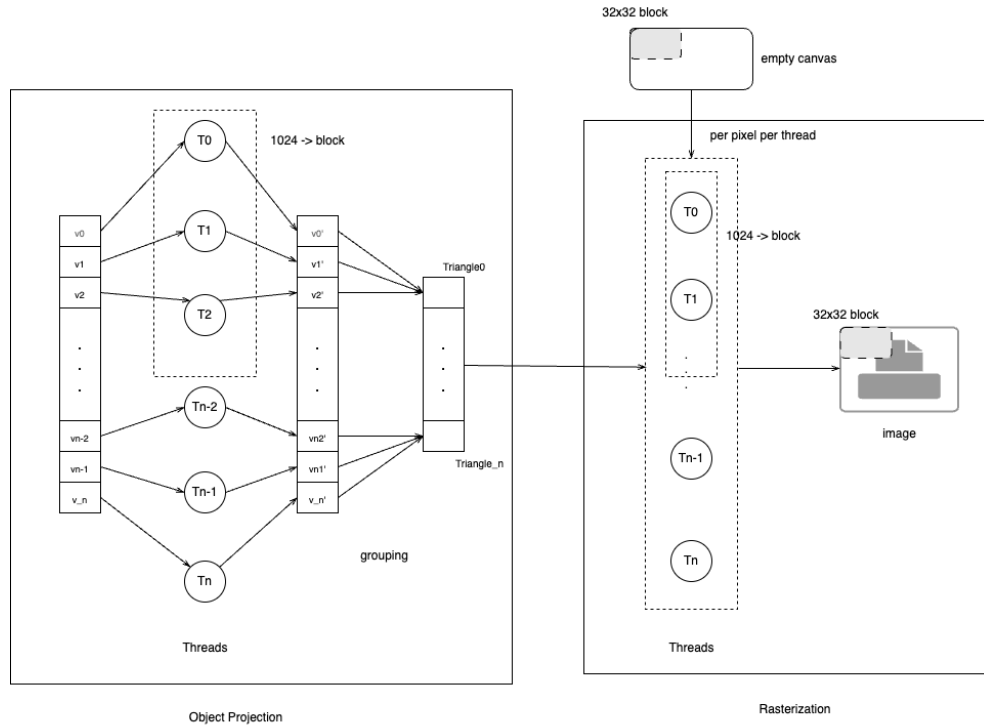 32x32 block
empty canvas
T0
1024 -> block
v0
v1
v2
.
.
.
vn-2
vn-1
v_n
T1
T2
Tn-2
Tn-1
Tn
v0'
v1'
v2'
.
.
.
vn2'
vn1'
v_n'
Triangle0
.
.
.
Triangle_n
grouping
Threads
Object Projection
per pixel per thread
T0
1024 -> block
T1
.
.
.
Tn-1
Tn
Threads
32x32 block
image
Rasterization